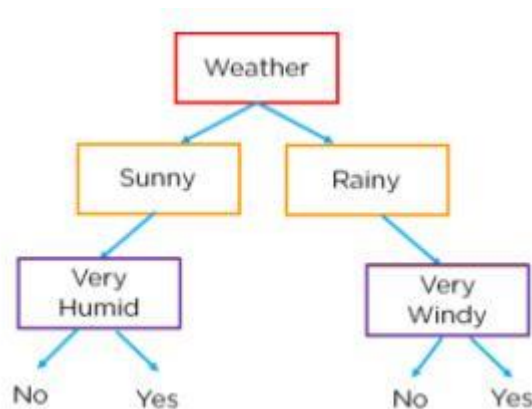 Weather
Sunny
Rainy
Very
Humid
Very
Windy
No
Yes
No
Yes